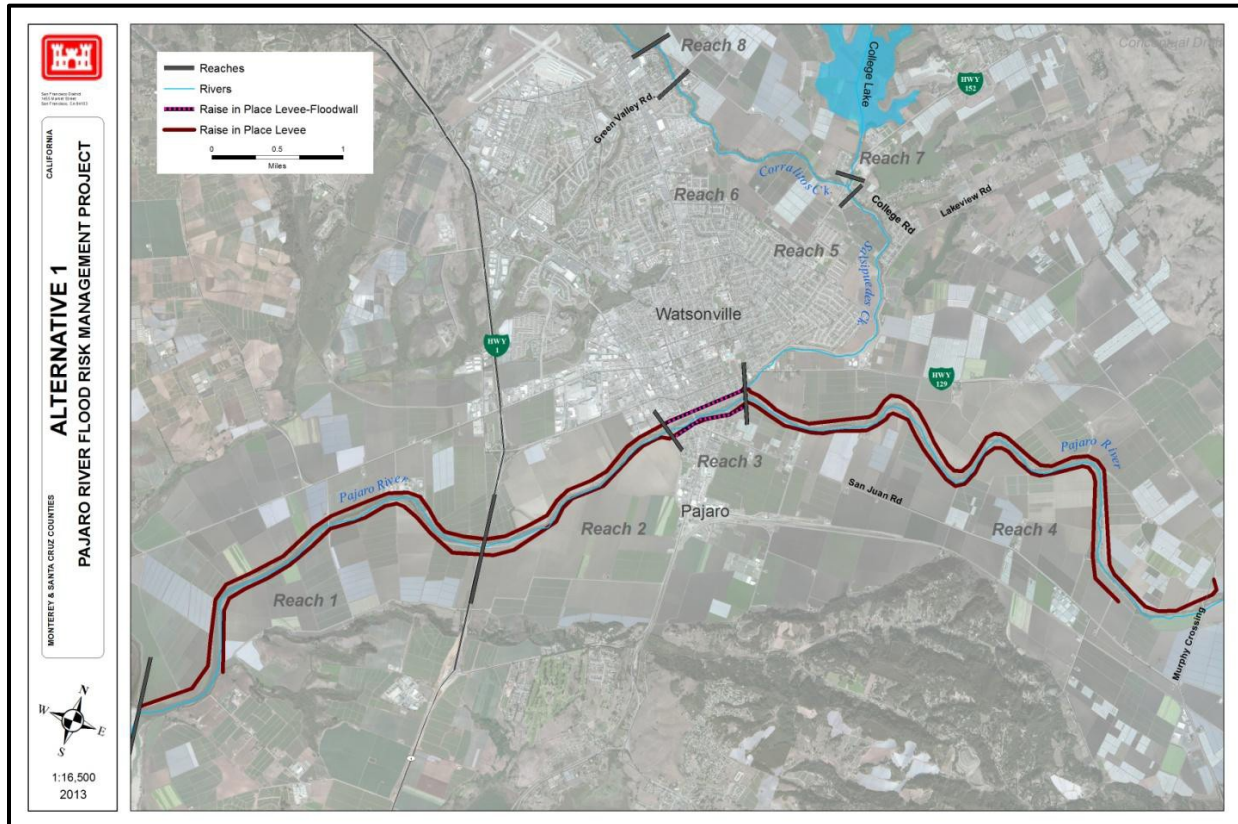 San Francisco District
CALIFORNIA
ALTERNATIVE 1
PAJARO RIVER FLOOD RISK MANAGEMENT PROJECT
MONTEREY & SANTA CRUZ COUNTIES
N
W
E
S
1:16,500
2013
Reaches
Rivers
Raise in Place Levee-Floodwall
Raise in Place Levee
0 0.5 1
Miles
Conceptual
Reach 8
Green Valley Rd.
College Lake
HWY
152
Reach 7
Corralitos Ck.
College Rd
Lakeview Rd
Reach 6
Reach 5
Salsipuedes Ck.
Watsonville
HWY
1
HWY
129
Reach 3
Pajaro River
San Juan Rd
Pajaro River
Reach 2
Pajaro
Reach 4
Reach 1
Murphy Crossing